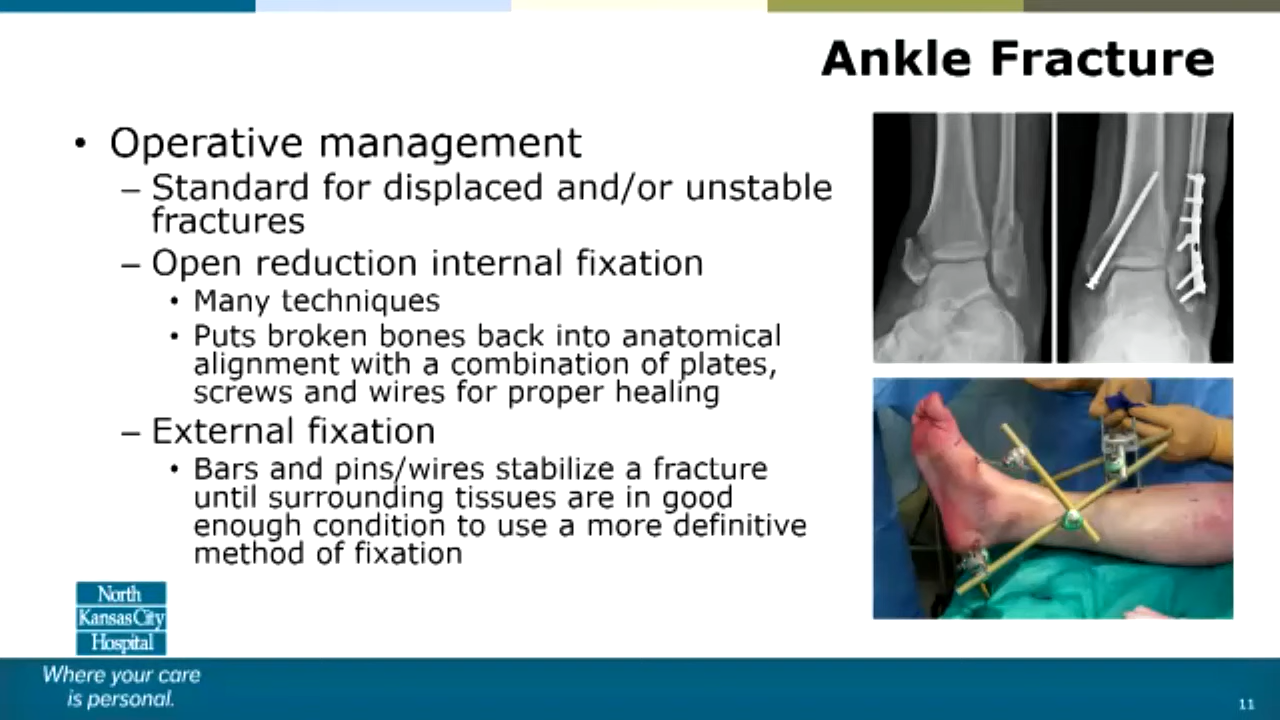 Ankle Fracture
• Operative management
– Standard for displaced and/or unstable
fractures
– Open reduction internal fixation
• Many techniques
• Puts broken bones back into anatomical
alignment with a combination of plates,
screws and wires for proper healing
– External fixation
• Bars and pins/wires stabilize a fracture
until surrounding tissues are in good
enough condition to use a more definitive
method of fixation
North
Kansas City
Hospital
Where your care
is personal.
11